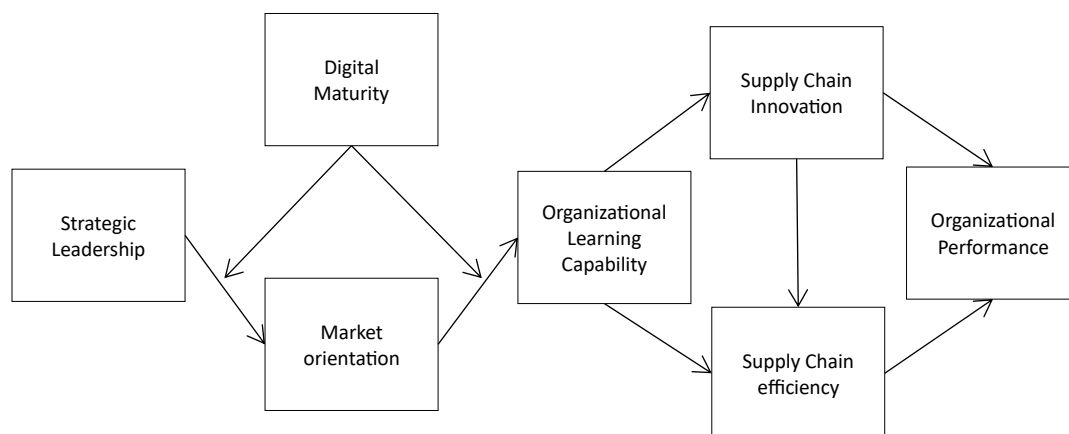 Digital
Maturity
Supply Chain
Innovation
Strategic
Leadership
Organizational
Learning
Capability
Organizational
Performance
Market
orientation
Supply Chain
efficiency